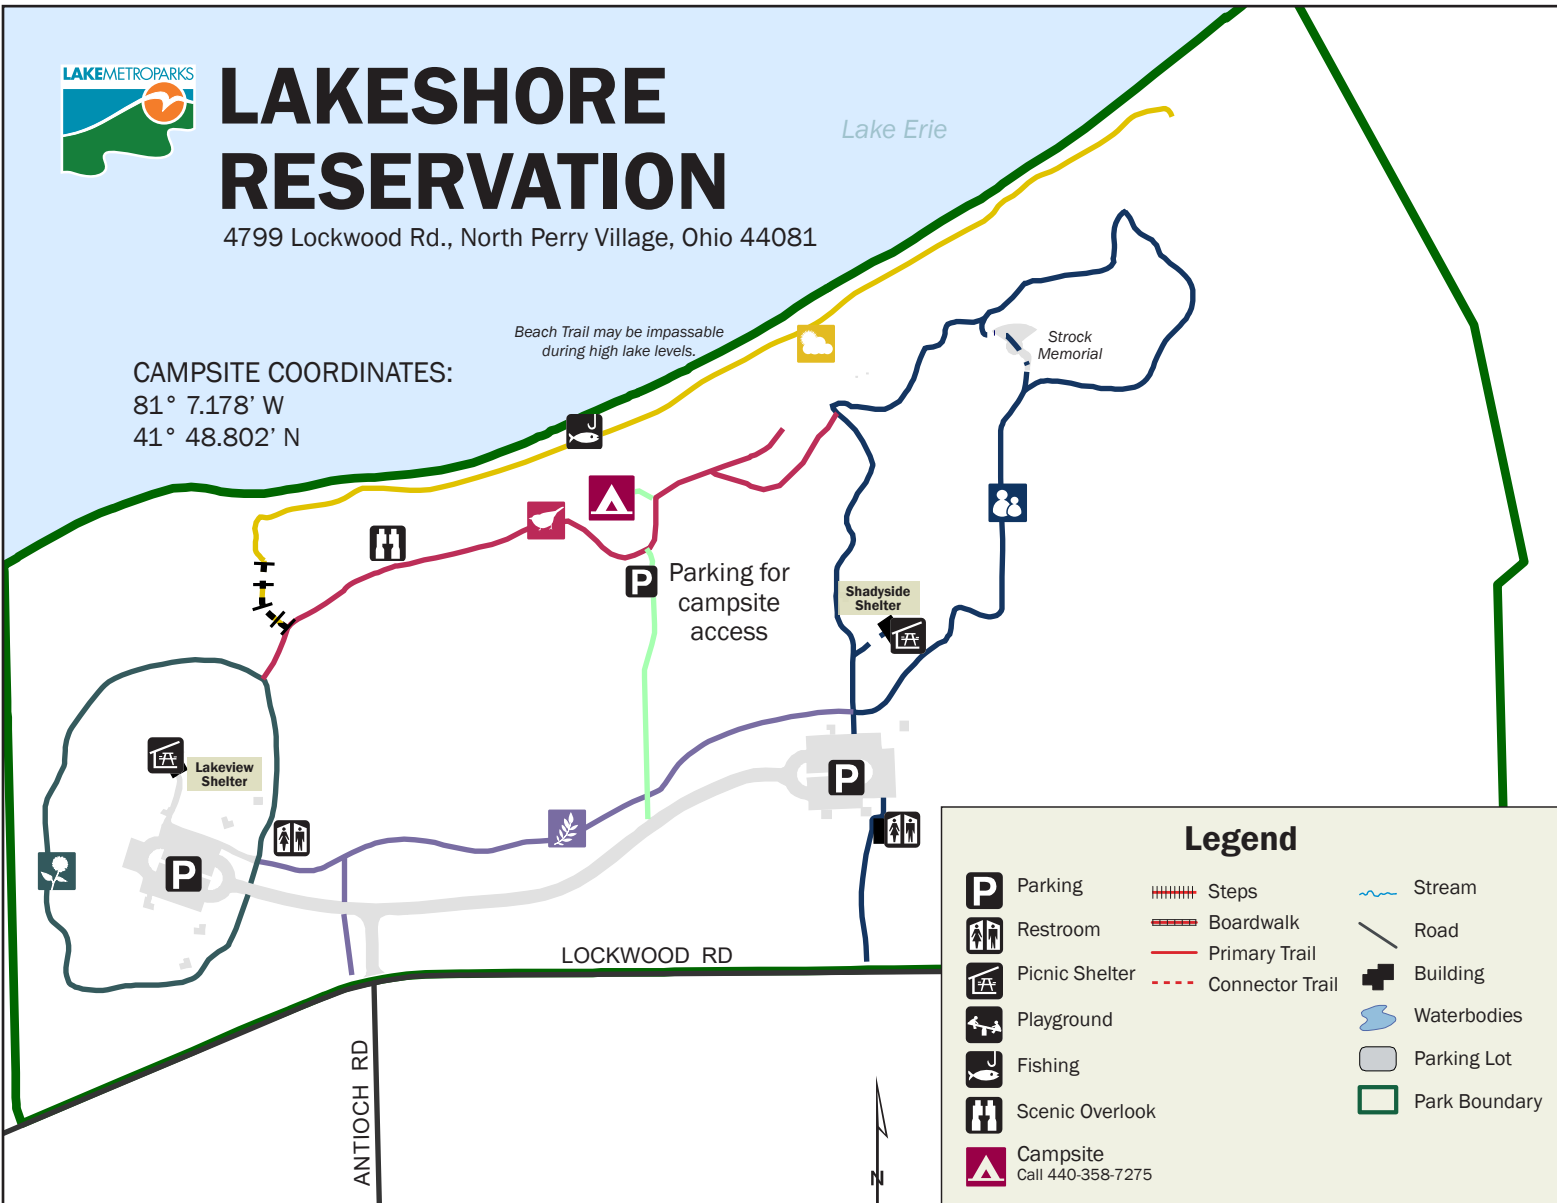 LAKEMETROPARKS
LAKESHORE
RESERVATION
4799 Lockwood Rd., North Perry Village, Ohio 44081
Lake Erie
Beach Trail may be impassable
during high lake levels.
CAMPSITE COORDINATES:
81° 7.178' W
41° 48.802' N
Strock
Memorial
P
Parking for
campsite
access
Shadyside
Shelter
Lakeview
Shelter
P
P
LOCKWOOD RD
ANTIOCH RD
N
Legend
P
Parking
Restroom
Picnic Shelter
Playground
Fishing
Scenic Overlook
Campsite
Call 440-358-7275
Steps
Boardwalk
Primary Trail
Connector Trail
Stream
Road
Building
Waterbodies
Parking Lot
Park Boundary